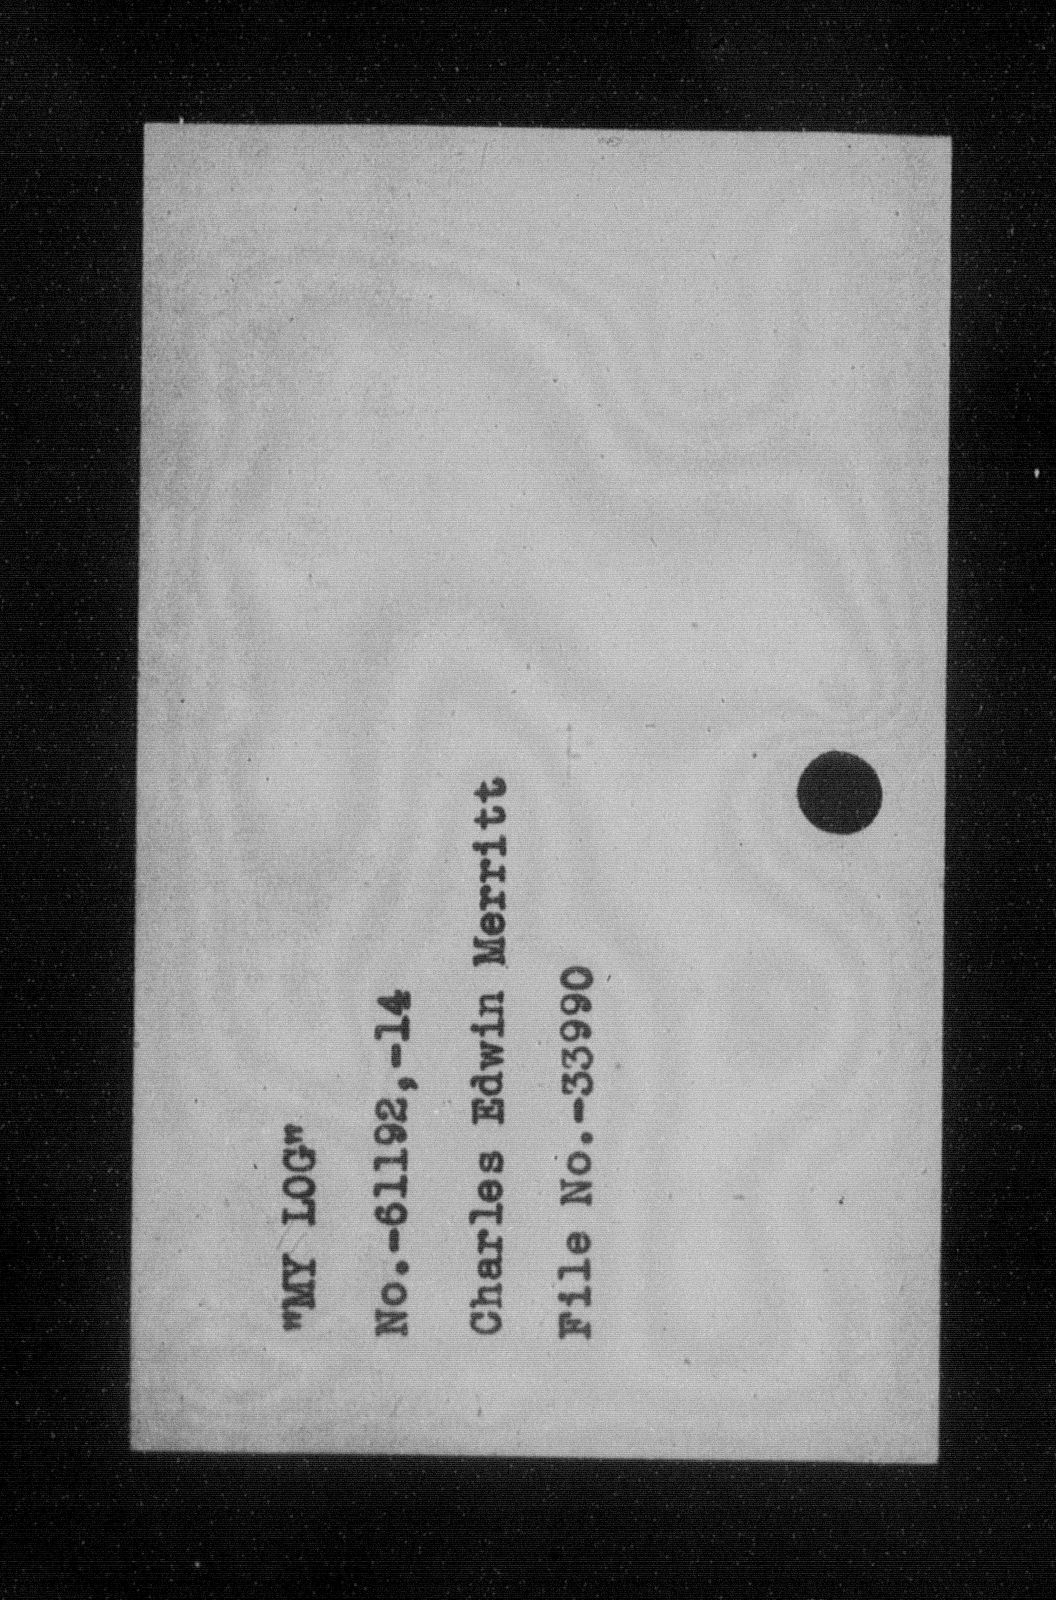 "MY LOG"
No.-61192,-14
Charles Edwin Merritt
File No.-33990